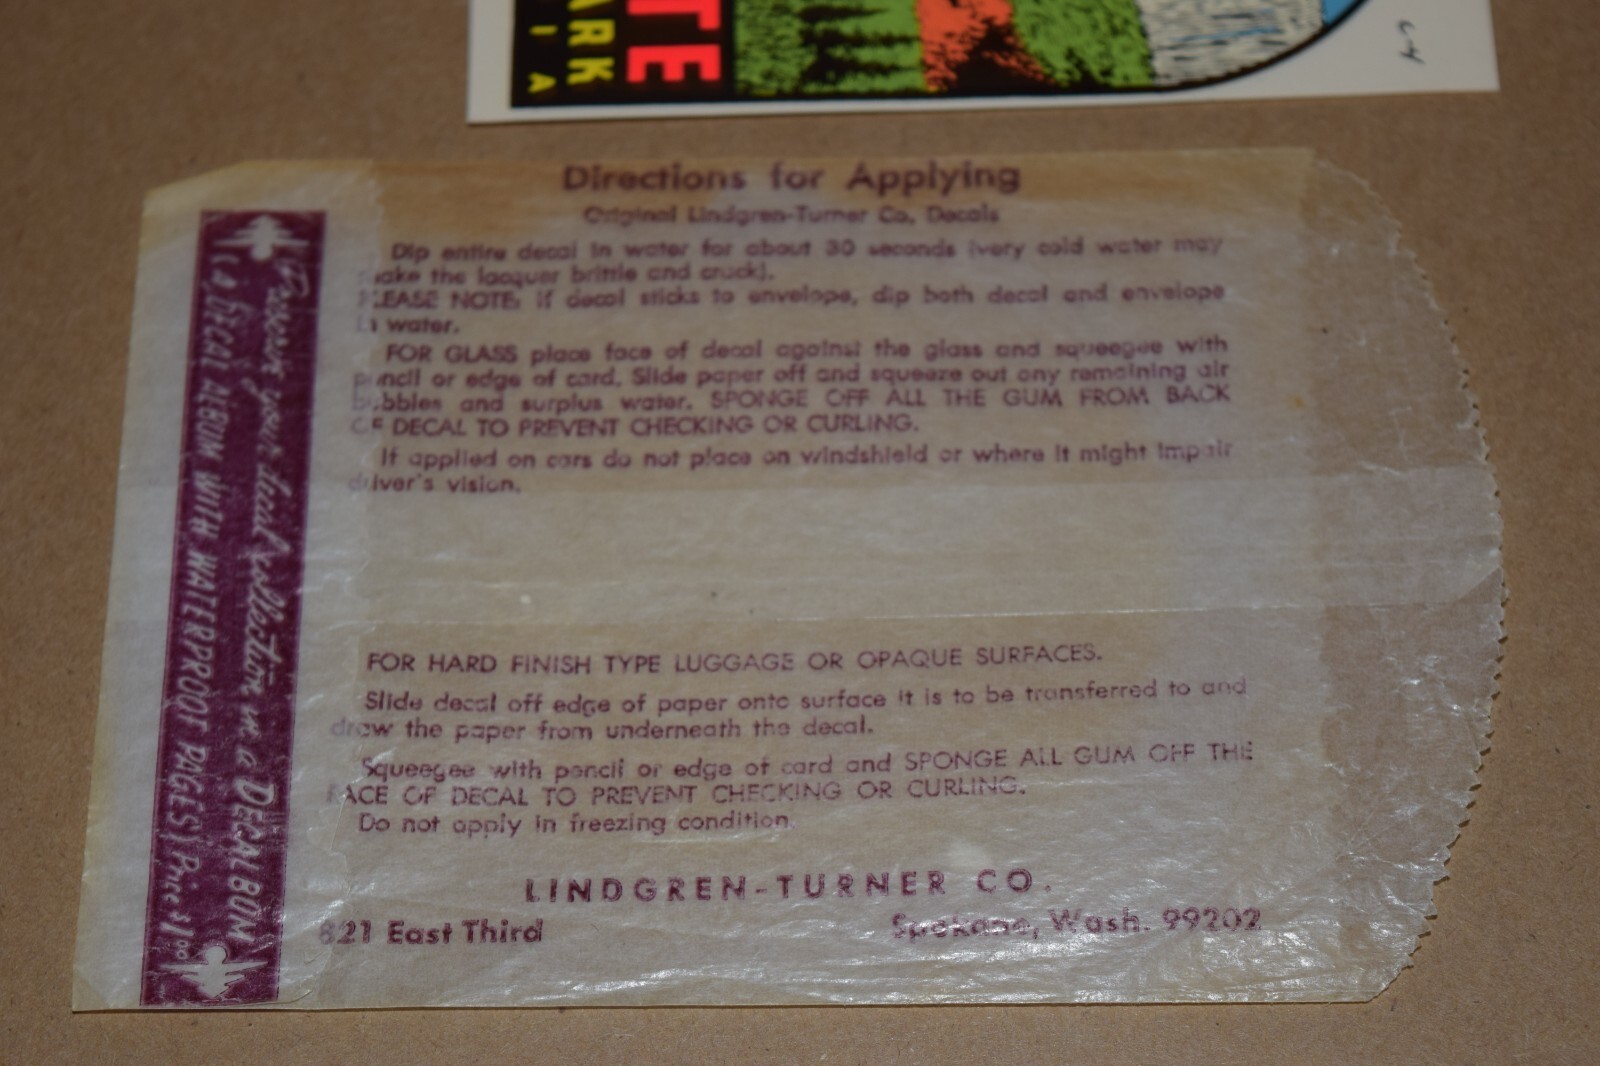 TE
ARK
I A
L-4
Directions for Applying
Original Lindgren-Turner Co. Decals
Dip entire decal in water for about 30 seconds (very cold water may
make the lacquer brittle and crack).
PLEASE NOTE: If decal sticks to envelope, dip both decal and envelope
in water.
FOR GLASS place face of decal against the glass and squeegee with
pencil or edge of card. Slide paper off and squeeze out any remaining air
bubbles and surplus water. SPONGE OFF ALL THE GUM FROM BACK
OF DECAL TO PREVENT CHECKING OR CURLING.
If applied on cars do not place on windshield or where it might impair
driver's vision.
FOR HARD FINISH TYPE LUGGAGE OR OPAQUE SURFACES.
Slide decal off edge of paper onto surface it is to be transferred to and
draw the paper from underneath the decal.
Squeegee with pencil or edge of card and SPONGE ALL GUM OFF THE
FACE OF DECAL TO PREVENT CHECKING OR CURLING.
Do not apply in freezing condition.
LINDGREN-TURNER CO.
821 East Third Spokane, Wash. 99202
Preserve your decal collection in a DECALBUM
(a DECAL ALBUM WITH WATERPROOF PAGES) Price $1.00